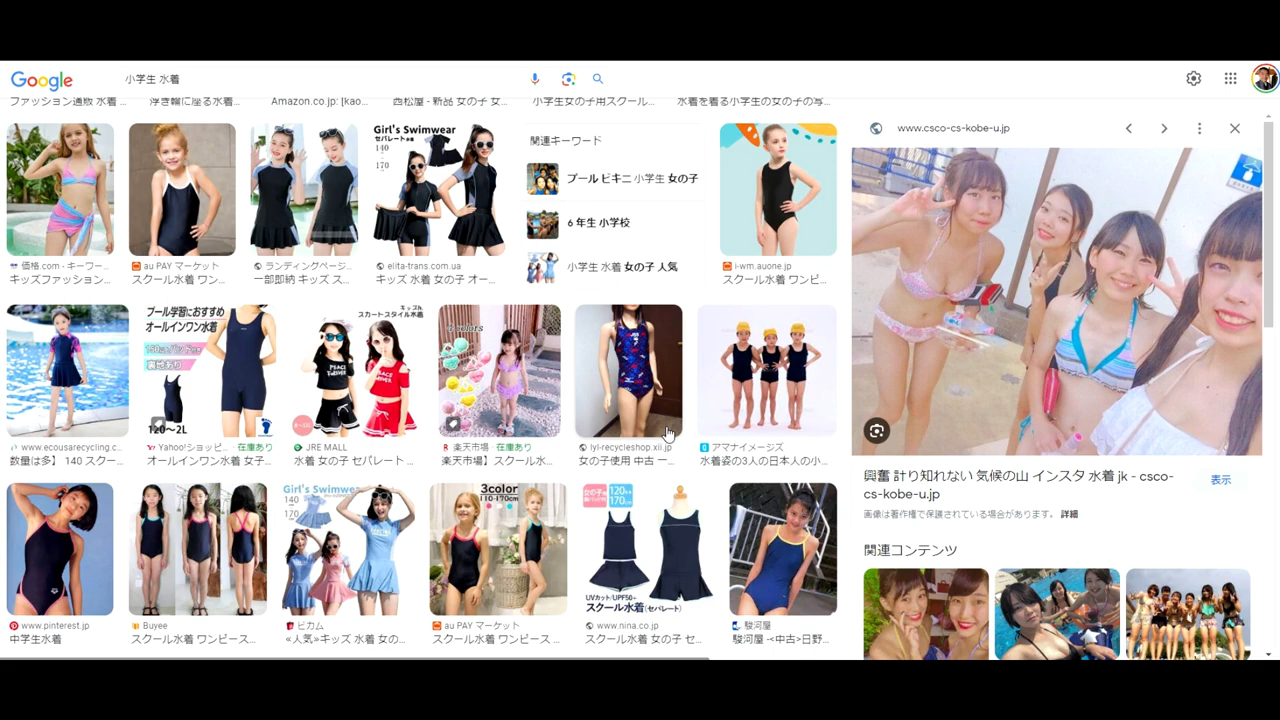 Google
小学生 水着
ファッション通販 水着 ...
浮き輪に座る水着...
Amazon.co.jp: [kao...
西松屋 - 新品 女の子 女...
小学生女の子用スクール...
水着を着る小学生の女の子の写...
Girl's Swimwear
セパレート水着
140
170
関連キーワード
プール ビキニ 小学生 女の子
6 年生 小学校
小学生 水着 女の子 人気
価格.com - キーワー...
キッズファッション...
au PAY マーケット
スクール水着 ワン...
ランディングページ...
一部即納 キッズ ス...
elita-trans.com.ua
キッズ 水着 女の子 オー...
i-wm.auone.jp
スクール水着 ワンピ...
プール学習におすすめ
オールインワン水着
裏地あり
120〜2L
スカートスタイル水着
PEACE
FOREVER
PEACE
FOREVER
colors
www.ecousarecycling.c...
数量は多】 140 スクー...
Yahoo!ショッピ... 在庫あり
オールインワン水着 女子...
JRE MALL
水着 女の子 セパレート ...
楽天市場 · 在庫あり
楽天市場】スクール水...
lyl-recycleshop.xii.jp
女の子使用 中古 一...
アマナイメージズ
水着姿の3人の日本人の小...
Girl's Swimwear
140
170
3color
110-170cm
120
170
UVカット/UPF50+
スクール水着(セパレート)
www.pinterest.jp
中学生水着
Buyee
スクール水着 ワンピース...
ビカム
«人気»キッズ 水着 女の...
au PAY マーケット
スクール水着 ワンピース ...
www.nina.co.jp
スクール水着 女の子 セ...
駿河屋
駿河屋 -<中古>日野...
www.csco-cs-kobe-u.jp
興奮 計り知れない 気候の山 インスタ 水着 jk - csco-
cs-kobe-u.jp
表示
画像は著作権で保護されている場合があります。 詳細
関連コンテンツ